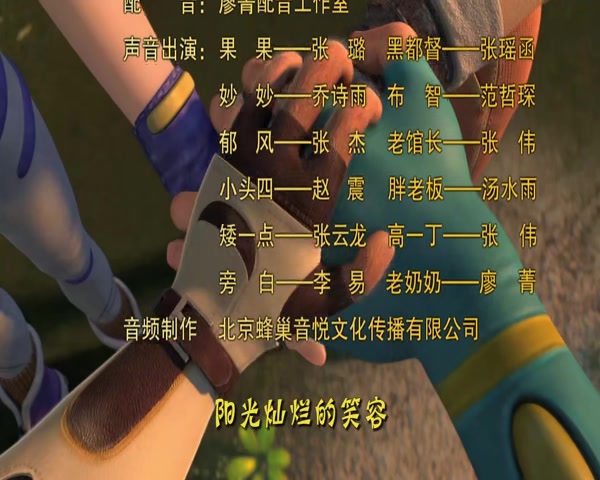 配 音：廖菁配音工作室
声音出演：果 果——张 璐 黑都督——张瑶函
妙 妙——乔诗雨 布 智——范哲琛
郁 风——张 杰 老馆长——张 伟
小头四——赵 震 胖老板——汤水雨
矮一点——张云龙 高一丁——张 伟
旁 白——李 易 老奶奶——廖 菁
音频制作 北京蜂巢音悦文化传播有限公司
阳光灿烂的笑容